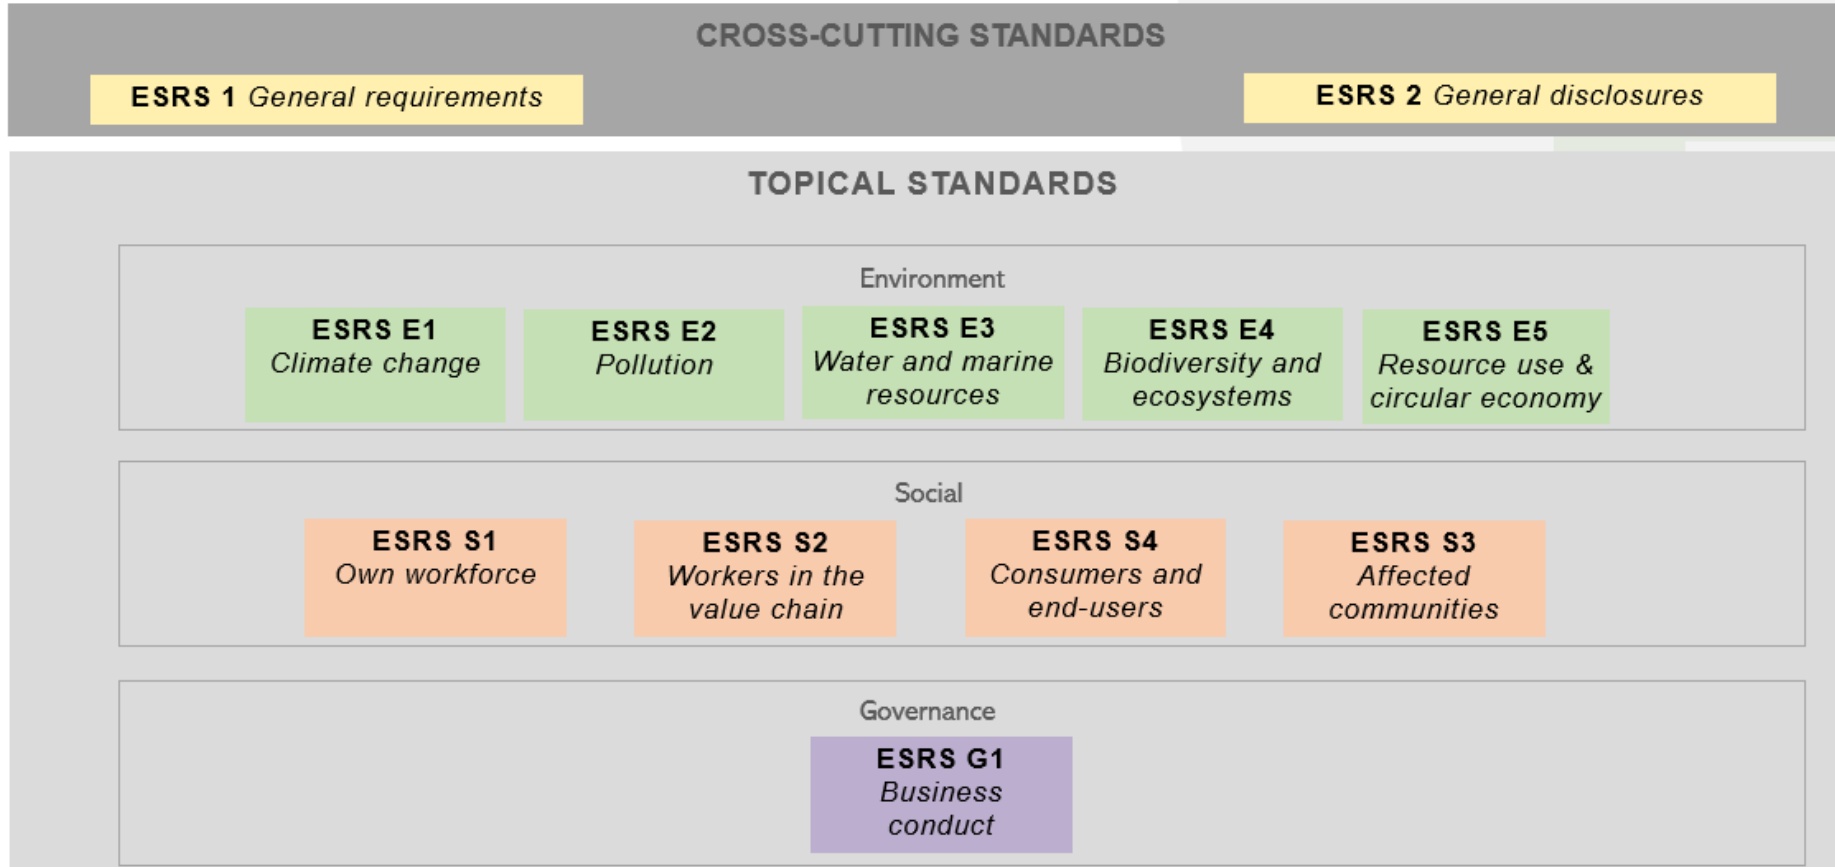 CROSS-CUTTING STANDARDS
ESRS 1 General requirements
ESRS 2 General disclosures
TOPICAL STANDARDS
Environment
ESRS E1
Climate change
ESRS E2
Pollution
ESRS E3
Water and marine
resources
ESRS E4
Biodiversity and
ecosystems
ESRS E5
Resource use &
circular economy
Social
ESRS S1
Own workforce
ESRS S2
Workers in the
value chain
ESRS S4
Consumers and
end-users
ESRS S3
Affected
communities
Governance
ESRS G1
Business
conduct